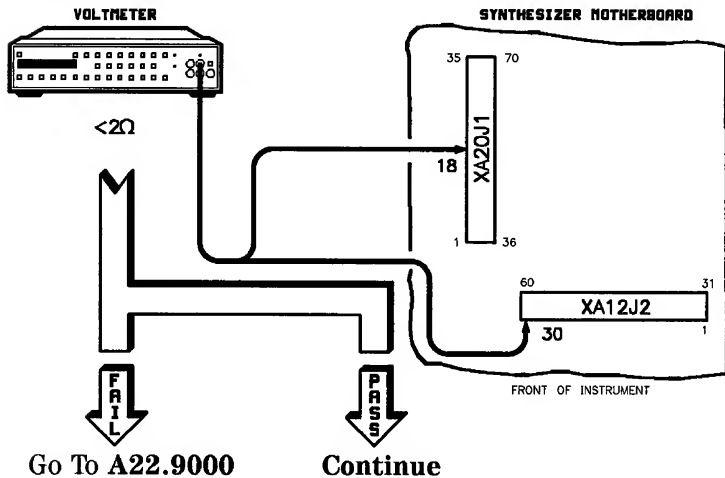 VOLTMETER
<2Ω
SYNTHESIZER MOTHERBOARD
35
70
XA20J1
18
1
36
60
31
XA12J2
30
1
FRONT OF INSTRUMENT
FAIL
PASS
Go To A22.9000
Continue